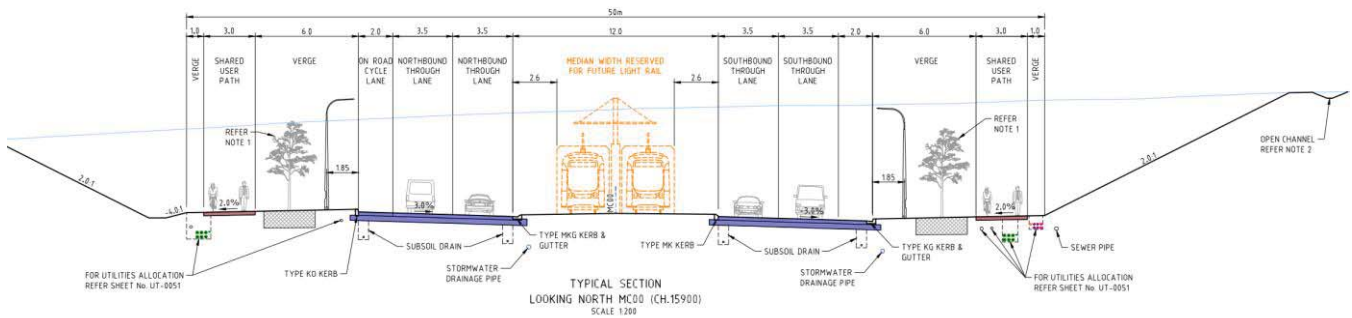 50m
1.0 3.0 6.0 2.0 3.5 3.5 12.0 3.5 3.5 2.0 6.0 3.0 1.0
VERGE
SHARED
USER
PATH
VERGE
ON ROAD
CYCLE
LANE
NORTHBOUND
THROUGH
LANE
NORTHBOUND
THROUGH
LANE
MEDIAN WIDTH RESERVED
FOR FUTURE LIGHT RAIL
2.6
2.6
SOUTHBOUND
THROUGH
LANE
SOUTHBOUND
THROUGH
LANE
VERGE
SHARED
USER
PATH
VERGE
REFER
NOTE 1
REFER
NOTE 1
OPEN CHANNEL
REFER NOTE 2
2.0:1
1.85
1.85
2.0:1
-4.0:1
2.0%
3.0%
MC00
-3.0%
2.0%
SUBSOIL DRAIN
TYPE MKG KERB &
GUTTER
TYPE MK KERB
SUBSOIL DRAIN
TYPE KG KERB &
GUTTER
SEWER PIPE
FOR UTILITIES ALLOCATION
REFER SHEET No. UT-0051
TYPE KO KERB
STORMWATER
DRAINAGE PIPE
STORMWATER
DRAINAGE PIPE
FOR UTILITIES ALLOCATION
REFER SHEET No. UT-0051
TYPICAL SECTION
LOOKING NORTH MC00 (CH.15900)
SCALE 1:200